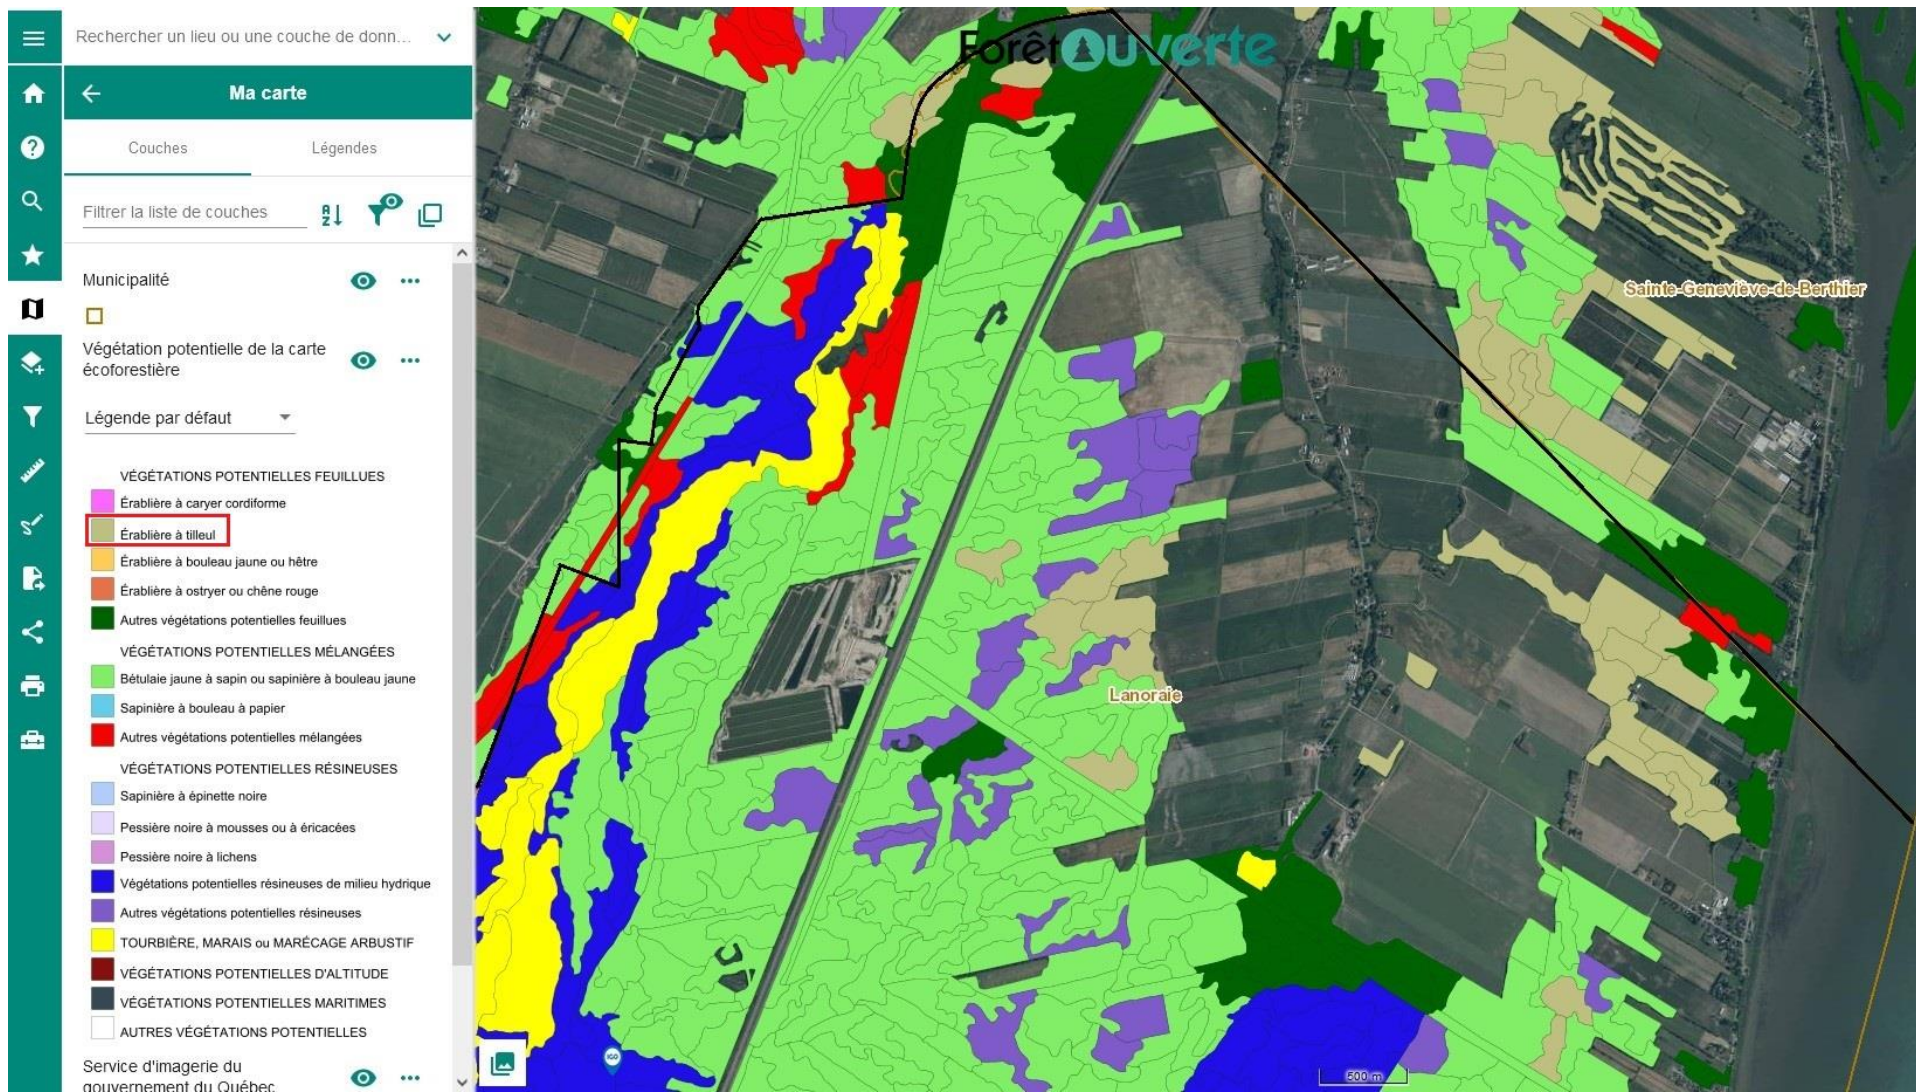 Rechercher un lieu ou une couche de donn...
Ma carte
Couches
Légendes
Filtrer la liste de couches
Municipalité
Végétation potentielle de la carte
écoforestière
Légende par défaut
VÉGÉTATIONS POTENTIELLES FEUILLUES
Érablière à caryer cordiforme
Érablière à tilleul
Érablière à bouleau jaune ou hêtre
Érablière à ostryer ou chêne rouge
Autres végétations potentielles feuillues
VÉGÉTATIONS POTENTIELLES MÉLANGÉES
Bétulaie jaune à sapin ou sapinière à bouleau jaune
Sapinière à bouleau à papier
Autres végétations potentielles mélangées
VÉGÉTATIONS POTENTIELLES RÉSINEUSES
Sapinière à épinette noire
Pessière noire à mousses ou à éricacées
Pessière noire à lichens
Végétations potentielles résineuses de milieu hydrique
Autres végétations potentielles résineuses
TOURBIÈRE, MARAIS ou MARÉCAGE ARBUSTIF
VÉGÉTATIONS POTENTIELLES D'ALTITUDE
VÉGÉTATIONS POTENTIELLES MARITIMES
AUTRES VÉGÉTATIONS POTENTIELLES
Service d'imagerie du
gouvernement du Québec
ForêtOuverte
Sainte-Geneviève-de-Berthier
Lanoraie
IGO
500 m